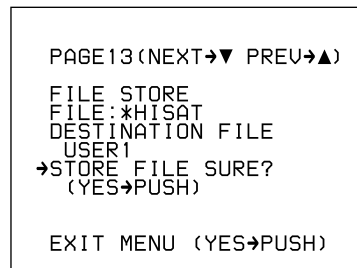 PAGE13(NEXT→▼ PREV→▲)
FILE STORE
FILE:*HISAT
DESTINATION FILE
USER1
→STORE FILE SURE?
(YES→PUSH)
EXIT MENU (YES→PUSH)